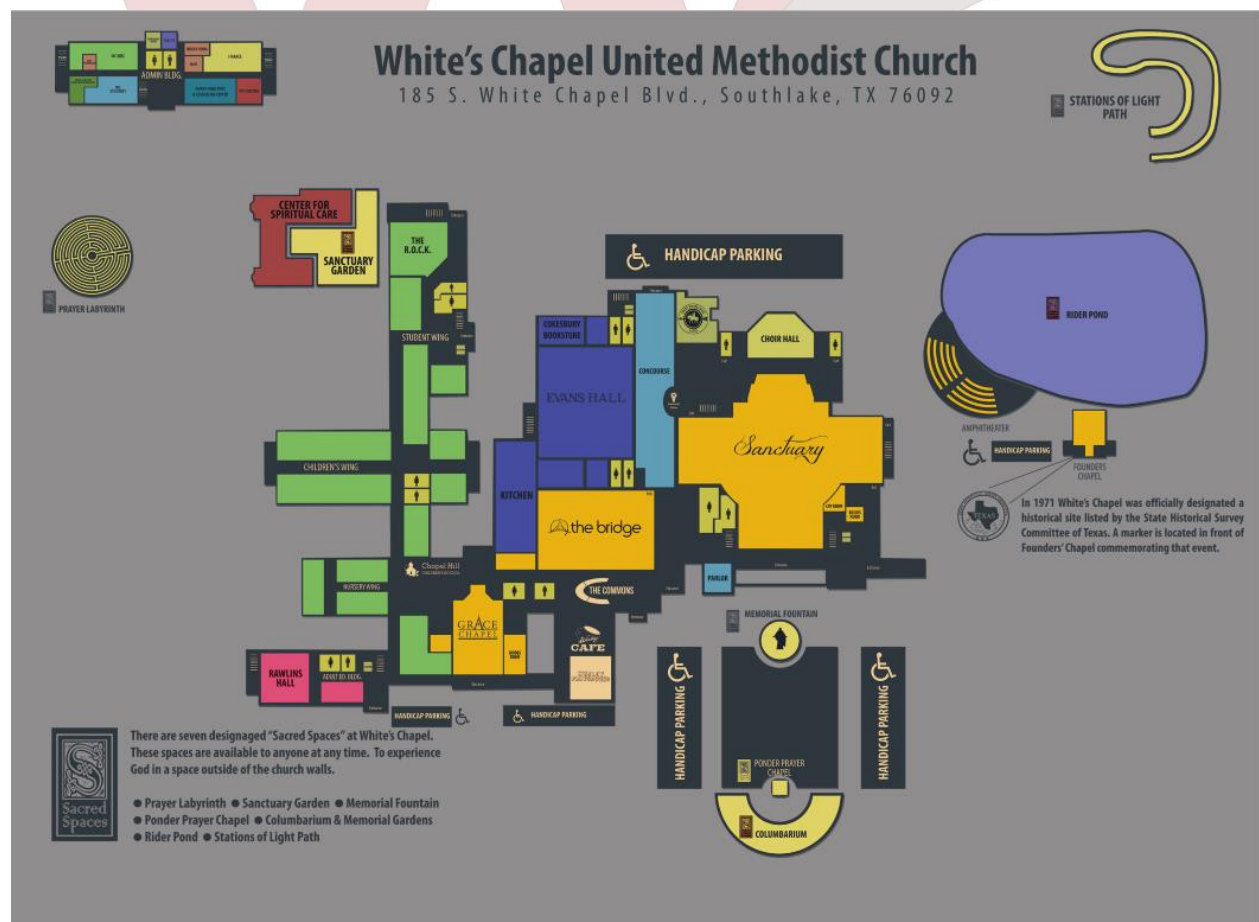 White's Chapel United Methodist Church
185 S. White Chapel Blvd., Southlake, TX 76092
ADMIN BLDG.
STATIONS OF LIGHT
PATH
CENTER FOR
SPIRITUAL CARE
SANCTUARY
GARDEN
THE
R.O.C.K.
PRAYER LABYRINTH
HANDICAP PARKING
RIDER POND
STUDENT WING
COKESBURY
BOOKSTORE
CONCOURSE
CHOIR HALL
EVANS HALL
Sanctuary
AMPHITHEATER
HANDICAP PARKING
FOUNDERS
CHAPEL
CHILDREN'S WING
KITCHEN
the bridge
TEXAS
In 1971 White's Chapel was officially designated a
historical site listed by the State Historical Survey
Committee of Texas. A marker is located in front of
Founders' Chapel commemorating that event.
Chapel Hill
NURSERY WING
THE COMMONS
PARLOR
GRACE
CHAPEL
CAFE
MEMORIAL FOUNTAIN
RAWLINS
HALL
ADULT ED. BLDG
HANDICAP PARKING
HANDICAP PARKING
HANDICAP PARKING
HANDICAP PARKING
PONDER PRAYER
CHAPEL
COLUMBARIUM
Sacred
Spaces
There are seven designaged "Sacred Spaces" at White's Chapel.
These spaces are available to anyone at any time. To experience
God in a space outside of the church walls.
● Prayer Labyrinth ● Sanctuary Garden ● Memorial Fountain
● Ponder Prayer Chapel ● Columbarium & Memorial Gardens
● Rider Pond ● Stations of Light Path